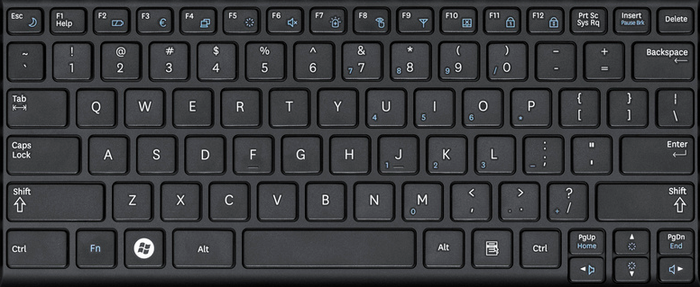 Esc F1 Help F2 F3 € F4 F5 F6 F7 F8 F9 F10 F11 1 F12 Prt Sc Sys Rq Insert Pause Brk Delete
~ ` ! 1 @ 2 # 3 $ 4 % 5 ^ 6 & 7 7 * 8 8 ( 9 9 ) 0 / _ - + = Backspace
Tab Q W E R T Y U 4 I 5 O 6 P * { [ } ] | \
Caps Lock A S D F G H J 1 K 2 L 3 : ; - " ' Enter
Shift Z X C V B N M 0 < , > . . ? / Shift
Ctrl Fn Alt Alt Ctrl PgUp Home PgDn End